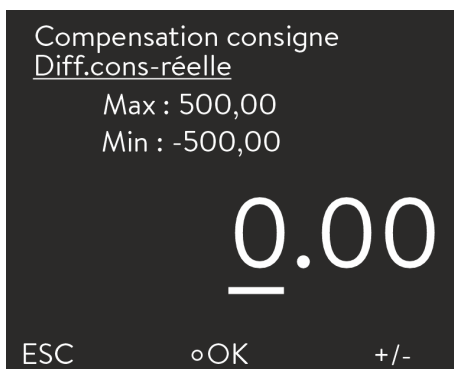 Compensation consigne
Diff.cons-réelle
Max : 500,00
Min : -500,00
0.00
ESC
○OK
+/-